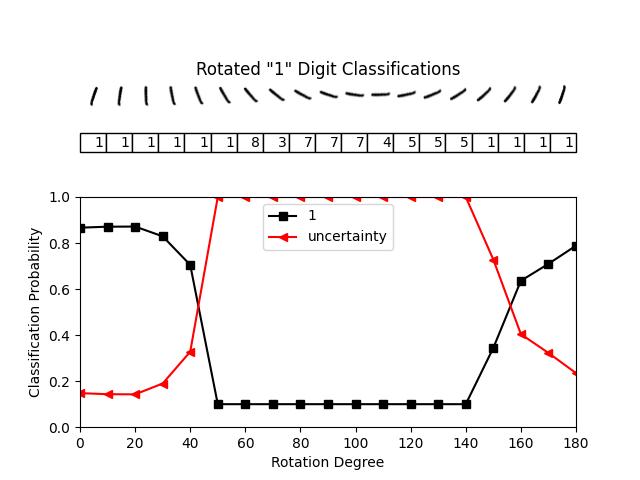 Rotated "1" Digit Classifications
1 1 1 1 1 1 8 3 7 7 7 4 5 5 5 1 1 1 1
1.0
0.8
0.6
0.4
0.2
0.0
Classification Probability
1
uncertainty
0 20 40 60 80 100 120 140 160 180
Rotation Degree